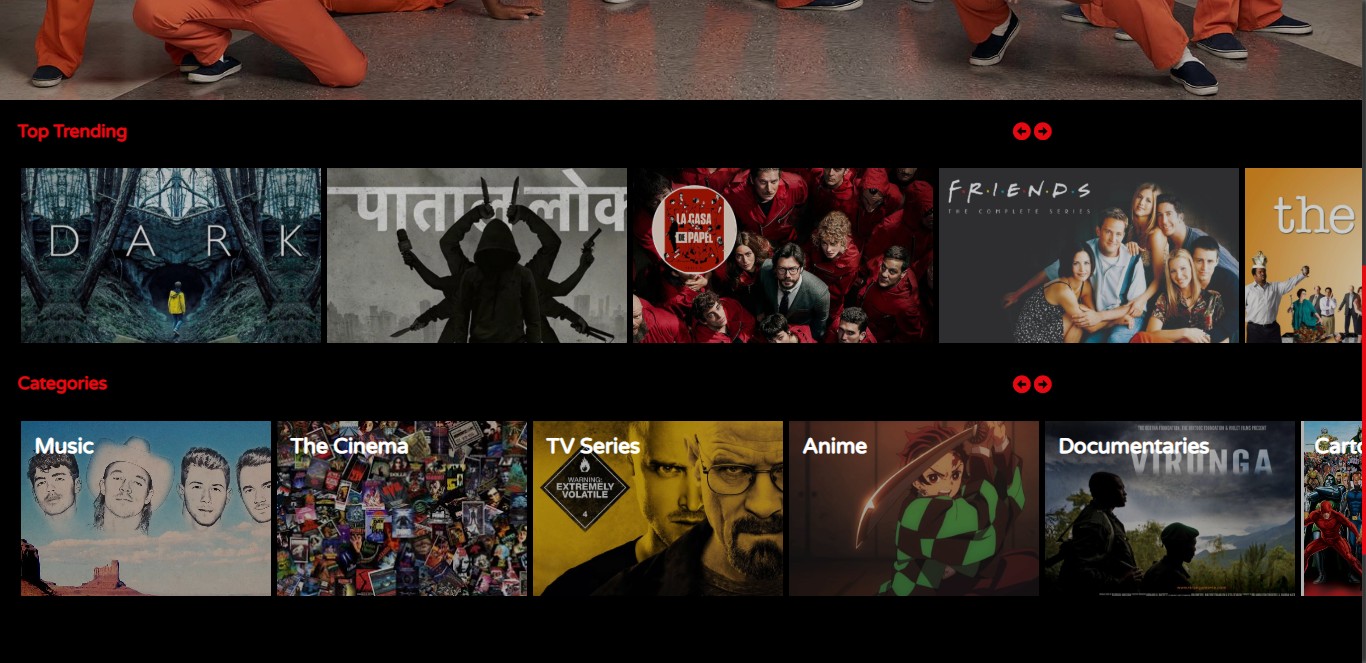 Top Trending
DARK
पाताल लोक
LA CASA
DE PAPEL
FRIENDS
THE COMPLETE SERIES
the
Categories
Music
The Cinema
TV Series
WARNING:
EXTREMELY
VOLATILE
4
Anime
Documentaries
VIRUNGA
Carto